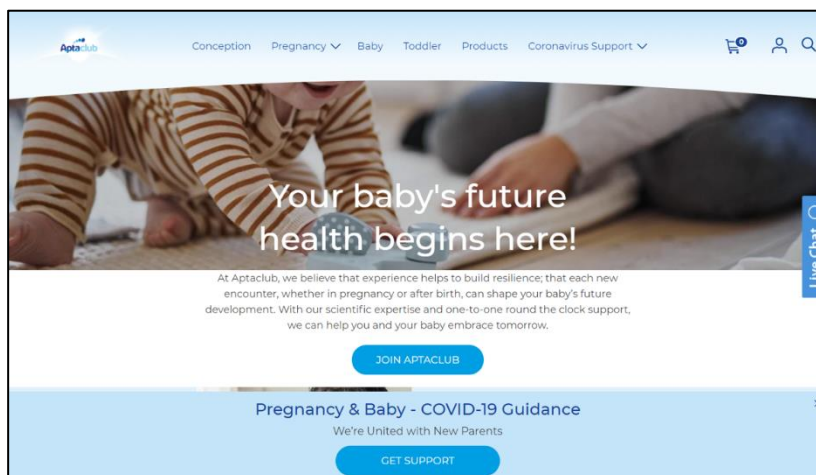 Aptaclub
Conception Pregnancy Baby Toddler Products Coronavirus Support 0
Your baby's future
health begins here!
Live Chat
At Aptaclub, we believe that experience helps to build resilience; that each new
encounter, whether in pregnancy or after birth, can shape your baby's future
development. With our scientific expertise and one-to-one round the clock support,
we can help you and your baby embrace tomorrow.
JOIN APTACLUB
Pregnancy & Baby - COVID-19 Guidance
We're United with New Parents
GET SUPPORT